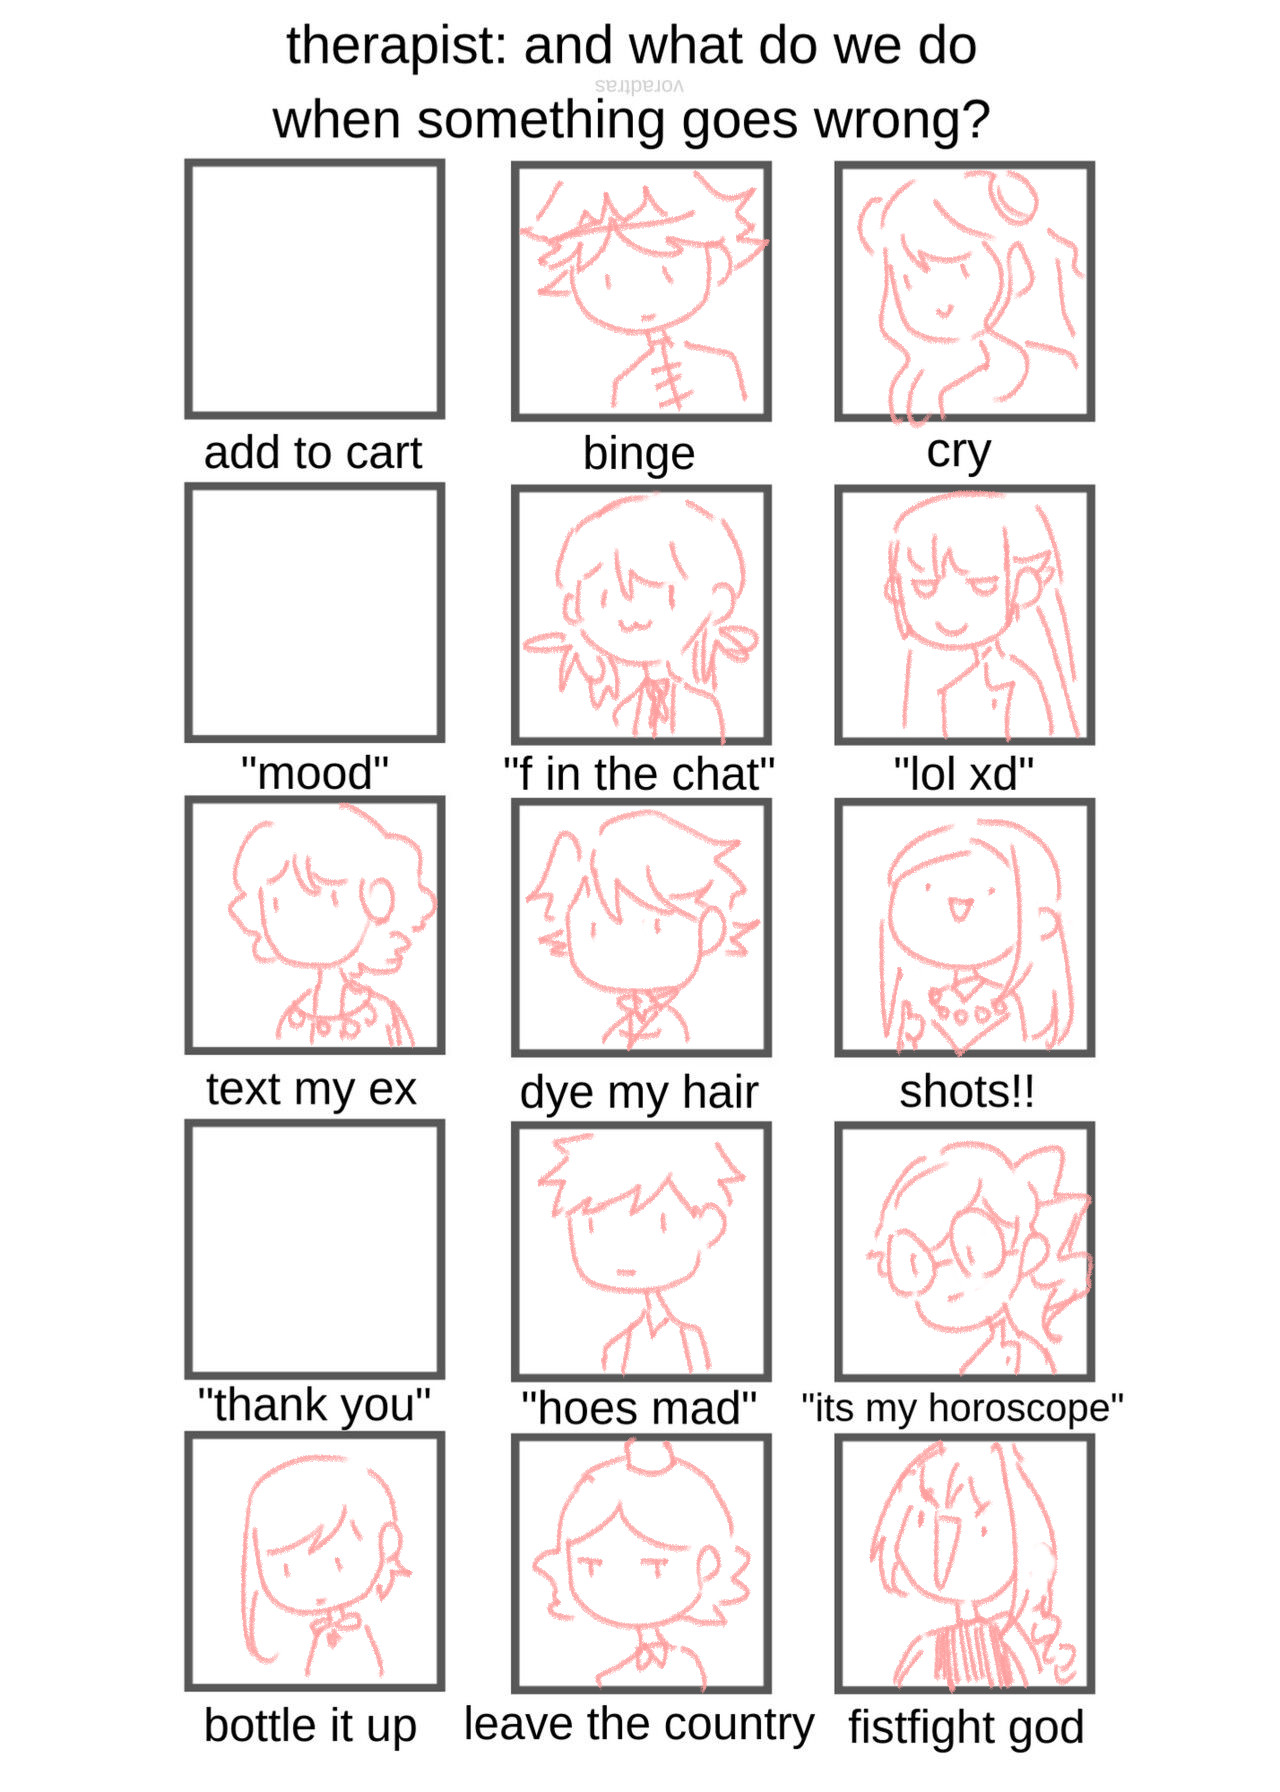 therapist: and what do we do
voradtras
when something goes wrong?
add to cart
binge
cry
"mood"
"f in the chat"
"lol xd"
text my ex
dye my hair
shots!!
"thank you"
"hoes mad"
"its my horoscope"
bottle it up
leave the country
fistfight god